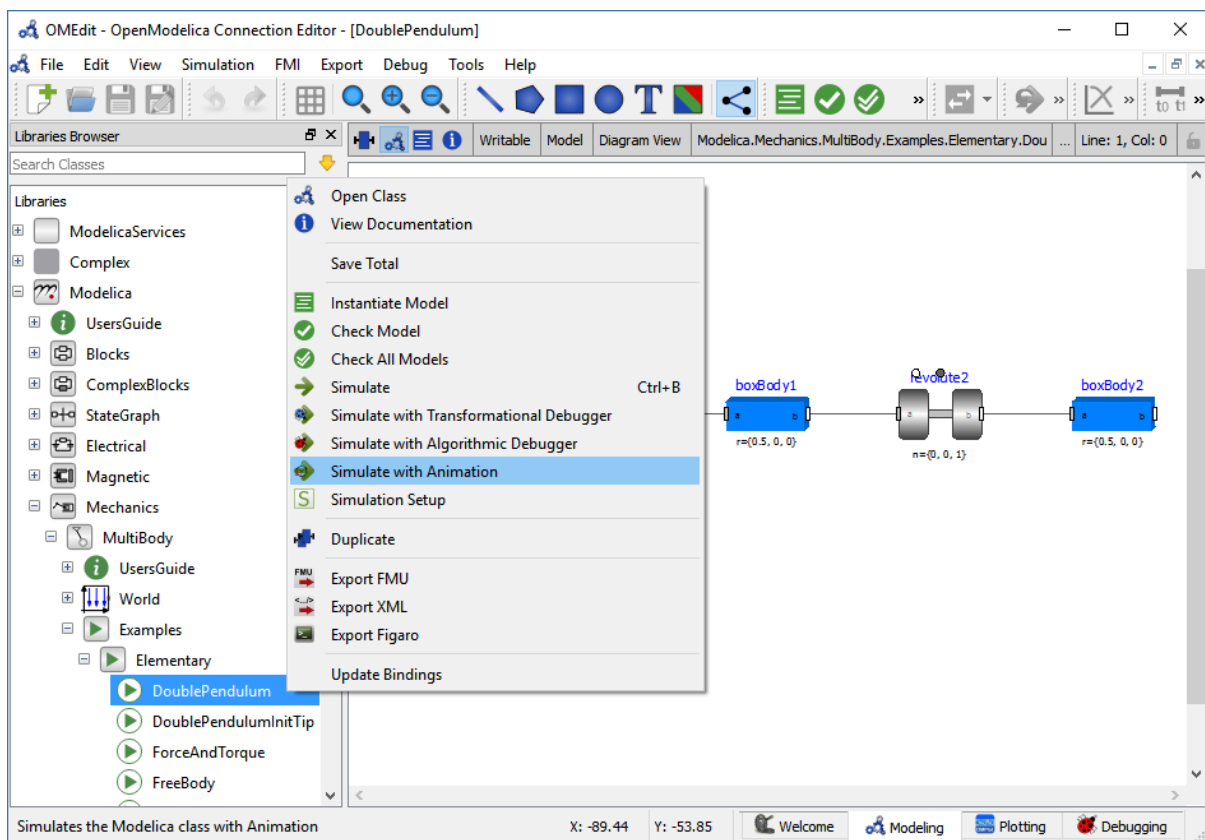 OMEdit - OpenModelica Connection Editor - [DoublePendulum]
File Edit View Simulation FMI Export Debug Tools Help
T » » » t0 t1 »
Libraries Browser
Writable Model Diagram View Modelica.Mechanics.MultiBody.Examples.Elementary.Dou ... Line: 1, Col: 0
Search Classes
Libraries
ModelicaServices
Complex
Modelica
UsersGuide
Blocks
ComplexBlocks
StateGraph
Electrical
Magnetic
Mechanics
MultiBody
UsersGuide
World
Examples
Elementary
DoublePendulum
DoublePendulumInitTip
ForceAndTorque
FreeBody
Open Class
View Documentation
Save Total
Instantiate Model
Check Model
Check All Models
Simulate Ctrl+B
Simulate with Transformational Debugger
Simulate with Algorithmic Debugger
Simulate with Animation
S Simulation Setup
Duplicate
FMU Export FMU
Export XML
Export Figaro
Update Bindings
boxBody1
a b
r={0.5, 0, 0}
revolute2
a b
n={0, 0, 1}
boxBody2
a b
r={0.5, 0, 0}
Simulates the Modelica class with Animation X: -89.44 Y: -53.85 Welcome Modeling Plotting Debugging